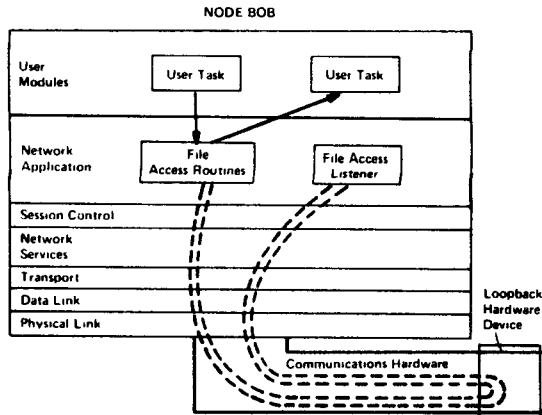 NODE BOB
User
Modules
User Task
User Task
Network
Application
File
Access Routines
File Access
Listener
Session Control
Network
Services
Transport
Data Link
Physical Link
Loopback
Hardware
Device
Communications Hardware